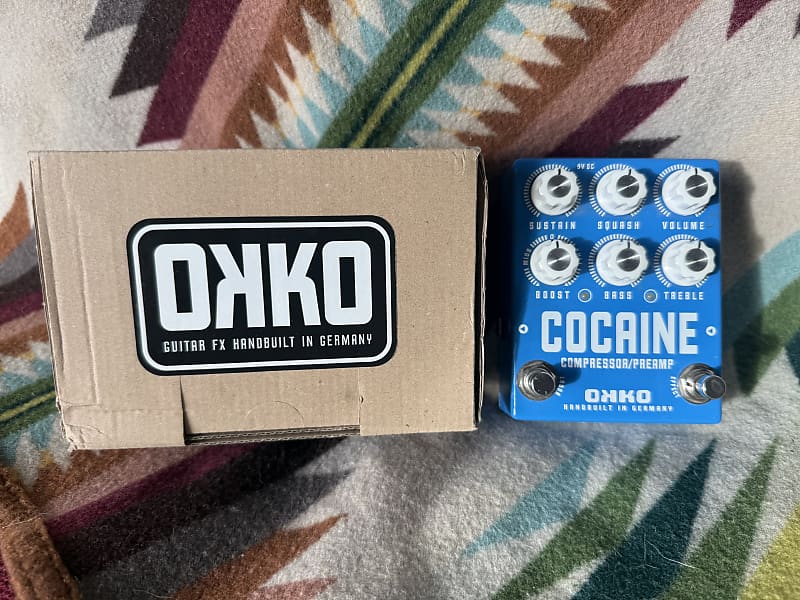 OKKO
GUITAR FX HANDBUILT IN GERMANY
9V DC
SUSTAIN SQUASH VOLUME
BOOST BASS TREBLE
COCAINE
COMPRESSOR/PREAMP
OKKO
HANDBUILT IN GERMANY